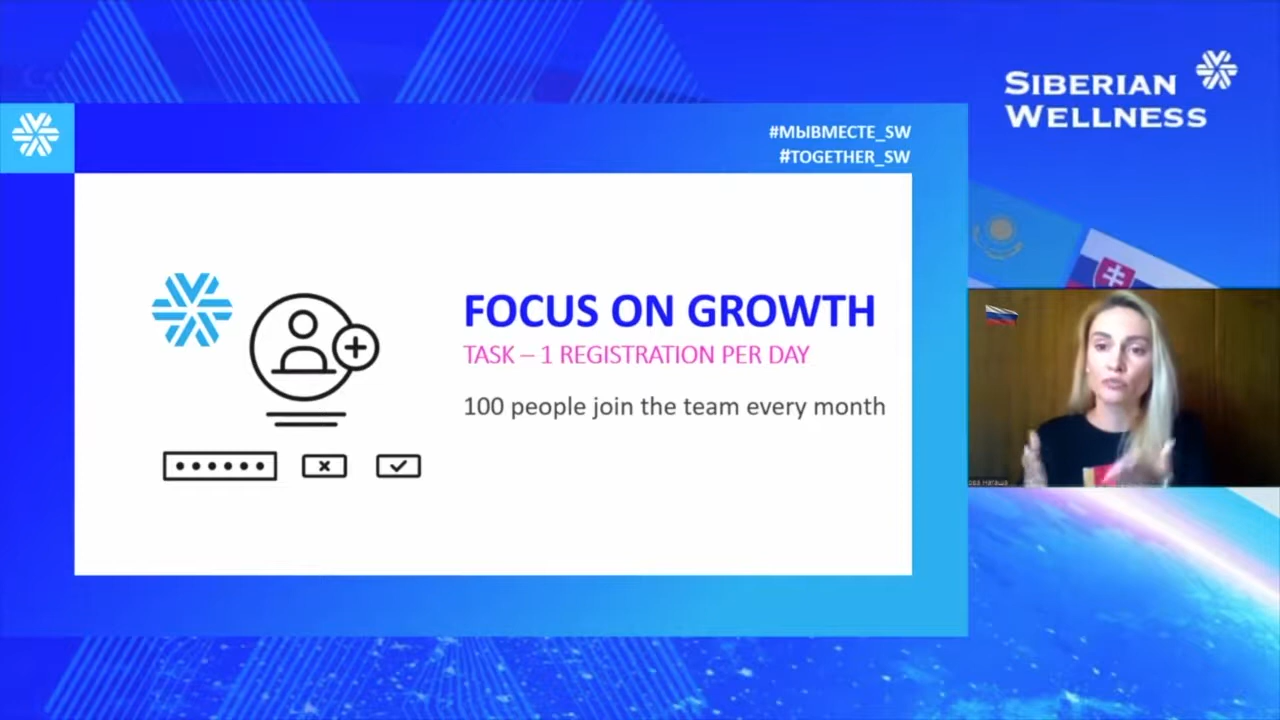 SIBERIAN
WELLNESS
#МЫВМЕСТЕ_SW
#TOGETHER_SW
FOCUS ON GROWTH
TASK – 1 REGISTRATION PER DAY
100 people join the team every month
Наташа